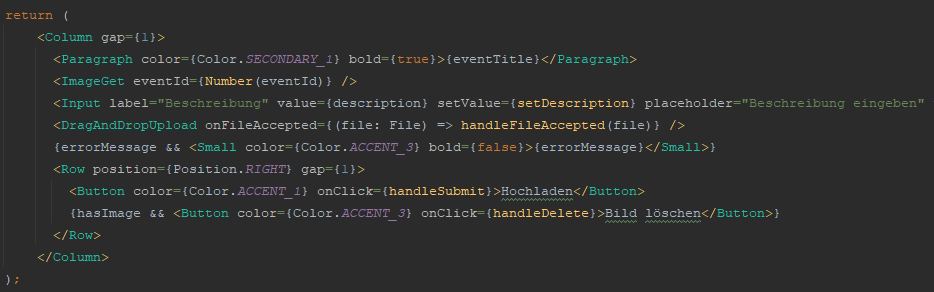 return (
<Column gap={1}>
<Paragraph color={Color.SECONDARY_1} bold={true}>{eventTitle}</Paragraph>
<ImageGet eventId={Number(eventId)} />
<Input label="Beschreibung" value={description} setValue={setDescription} placeholder="Beschreibung eingeben"
<DragAndDropUpload onFileAccepted={(file: File) => handleFileAccepted(file)} />
{errorMessage && <Small color={Color.ACCENT_3} bold={false}>{errorMessage}</Small>}
<Row position={Position.RIGHT} gap={1}>
<Button color={Color.ACCENT_1} onClick={handleSubmit}>Hochladen</Button>
{hasImage && <Button color={Color.ACCENT_3} onClick={handleDelete}>Bild löschen</Button>}
</Row>
</Column>
);